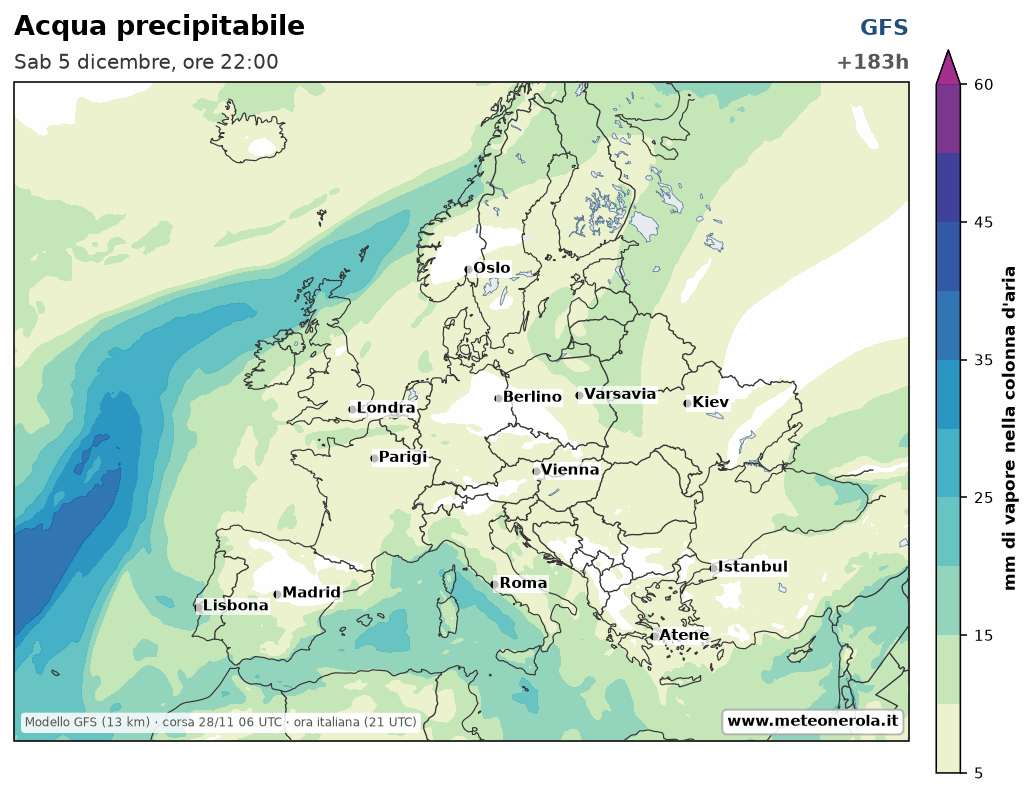 Acqua precipitabile
GFS
Sab 5 dicembre, ore 22:00
+183h
60
45
35
25
15
5
mm di vapore nella colonna d'aria
Oslo
Berlino
Varsavia
Kiev
Londra
Parigi
Vienna
Istanbul
Roma
Madrid
Lisbona
Atene
Modello GFS (13 km) · corsa 28/11 06 UTC · ora italiana (21 UTC)
www.meteonerola.it